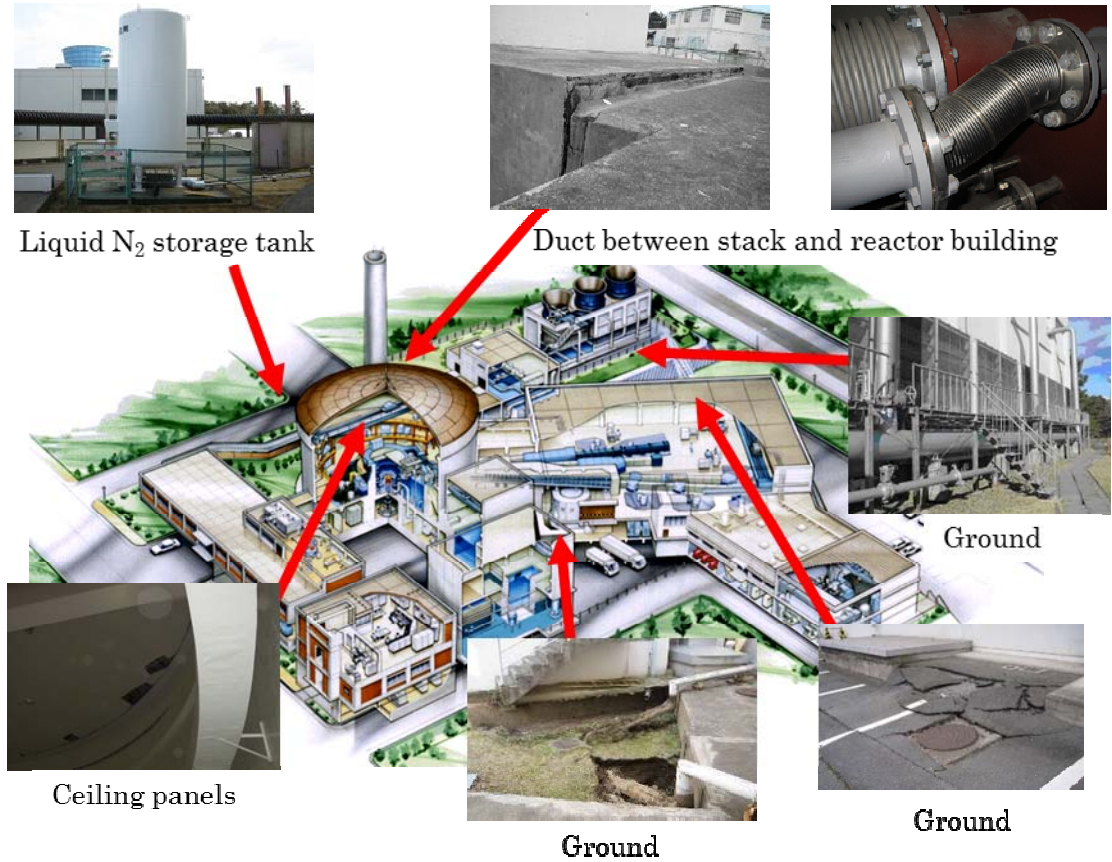 Liquid N₂ storage tank
Duct between stack and reactor building
Ground
Ceiling panels
Ground
Ground